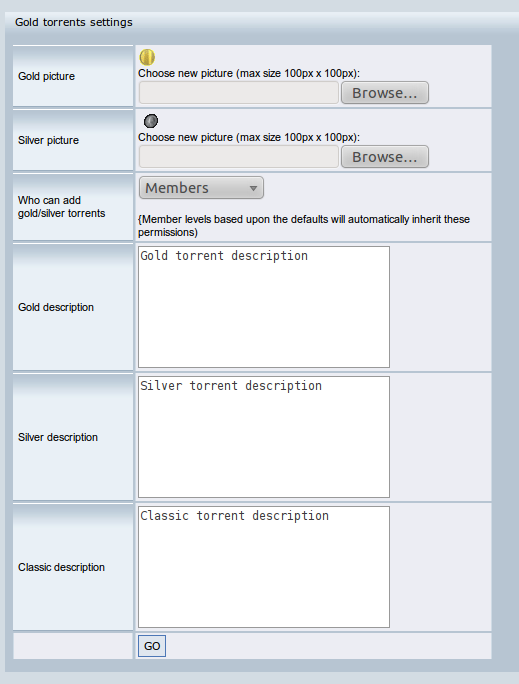 Gold torrents settings
Gold picture
Choose new picture (max size 100px x 100px):
Browse...
Silver picture
Choose new picture (max size 100px x 100px):
Browse...
Who can add
gold/silver torrents
Members
{Member levels based upon the defaults will automatically inherit these
permissions)
Gold description
Gold torrent description
Silver description
Silver torrent description
Classic description
Classic torrent description
GO